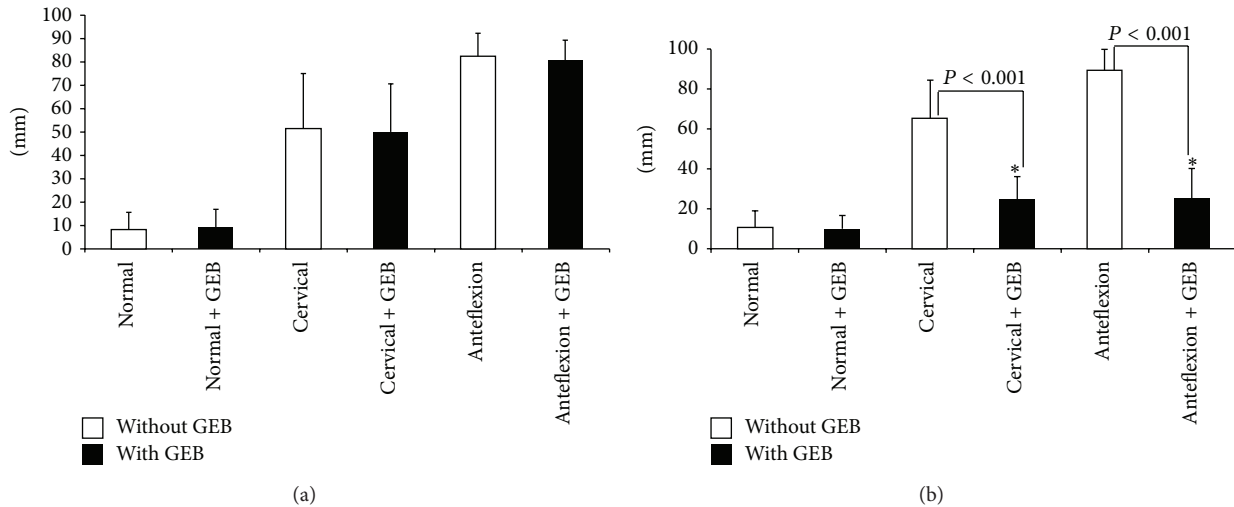 100
90
80
70
60
50
40
30
20
10
0
(mm)
Normal
Normal + GEB
Cervical
Cervical + GEB
Anteflexion
Anteflexion + GEB
Without GEB
With GEB
(a)
100
80
60
40
20
0
(mm)
P < 0.001
P < 0.001
*
*
Normal
Normal + GEB
Cervical
Cervical + GEB
Anteflexion
Anteflexion + GEB
Without GEB
With GEB
(b)